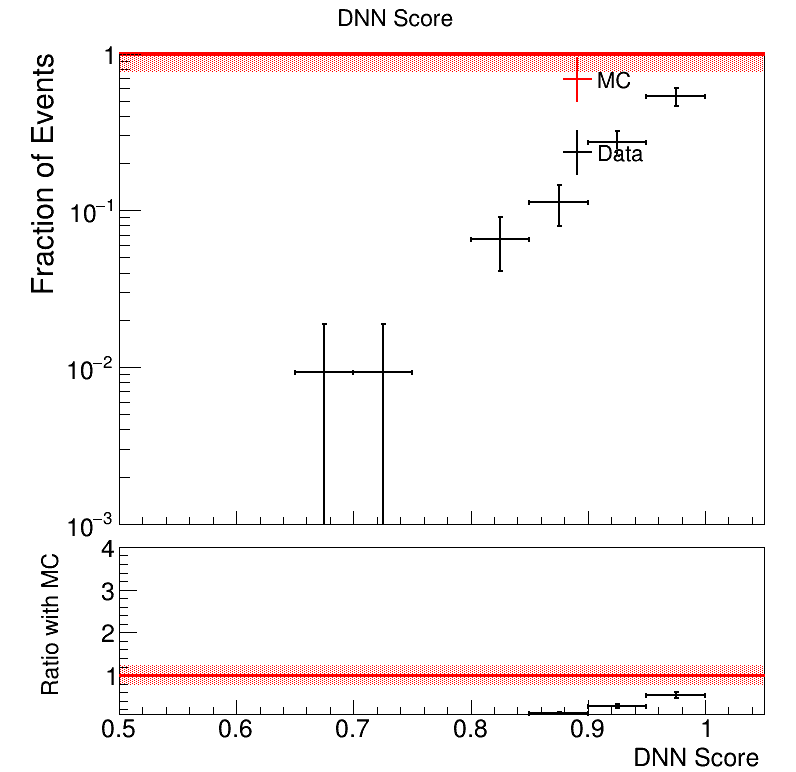 DNN Score
Fraction of Events
1
10⁻¹
10⁻²
10⁻³
MC
Data
Ratio with MC
4
3
2
1
0.5 0.6 0.7 0.8 0.9 1
DNN Score